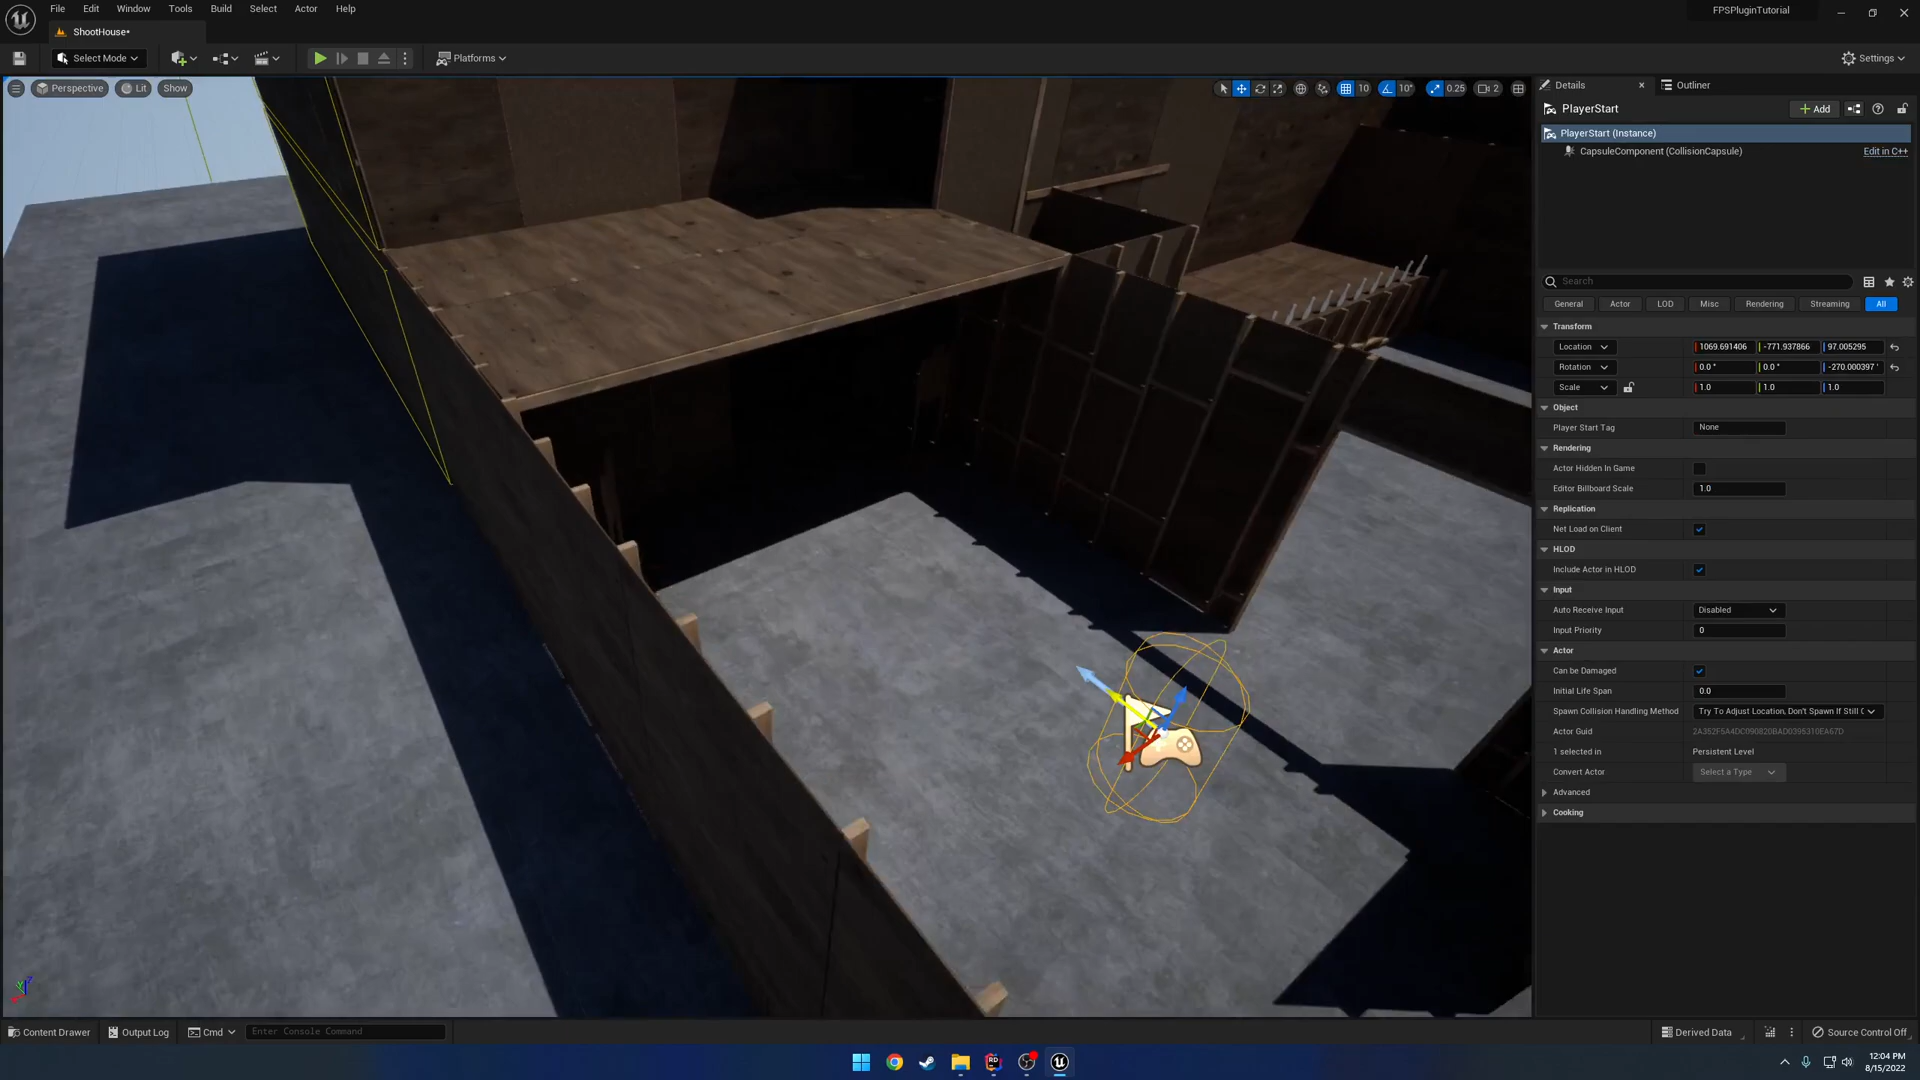 File Edit Window Tools Build Select Actor Help
FPSPluginTutorial
ShootHouse*
Select Mode
Platforms
Settings
Perspective Lit Show
10 10° 0.25 2
Details Outliner
PlayerStart
Add
PlayerStart (Instance)
CapsuleComponent (CollisionCapsule) Edit in C++
Search
General Actor LOD Misc Rendering Streaming All
Transform
Location 1069.691406 -771.937866 97.005295
Rotation 0.0 ° 0.0 ° -270.000397 °
Scale 1.0 1.0 1.0
Object
Player Start Tag None
Rendering
Actor Hidden In Game
Editor Billboard Scale 1.0
Replication
Net Load on Client
HLOD
Include Actor in HLOD
Input
Auto Receive Input Disabled
Input Priority 0
Actor
Can be Damaged
Initial Life Span 0.0
Spawn Collision Handling Method Try To Adjust Location, Don't Spawn If Still C
Actor Guid
1 selected in Persistent Level
Convert Actor Select a Type
Advanced
Cooking
Content Drawer Output Log Cmd Enter Console Command
Derived Data Source Control Off
12:04 PM
8/15/2022